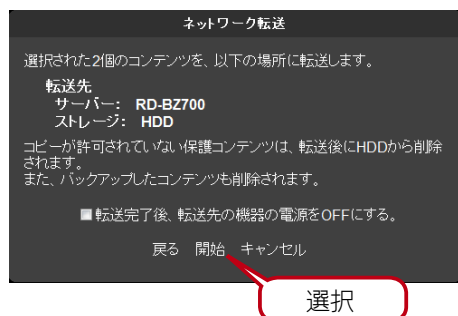 ネットワーク転送
選択された2個のコンテンツを、以下の場所に転送します。
転送先
サーバー: RD-BZ700
ストレージ: HDD
コピーが許可されていない保護コンテンツは、転送後にHDDから削除
されます。
また、バックアップしたコンテンツも削除されます。
転送完了後、転送先の機器の電源をOFFにする。
戻る 開始 キャンセル
選択